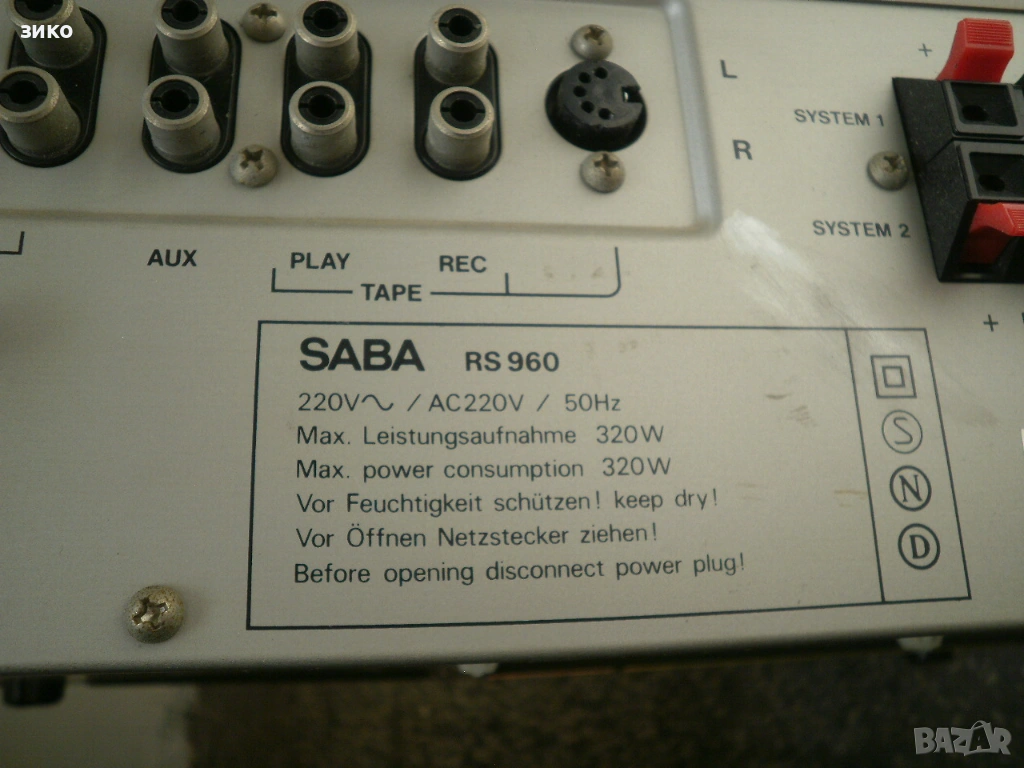 зико
L
+
SYSTEM 1
R
SYSTEM 2
AUX
PLAY
REC
TAPE
+
SABA RS 960
220V~ / AC220V / 50Hz
Max. Leistungsaufnahme 320W
Max. power consumption 320W
Vor Feuchtigkeit schützen! keep dry!
Vor Öffnen Netzstecker ziehen!
Before opening disconnect power plug!
S
N
D
BAZAR